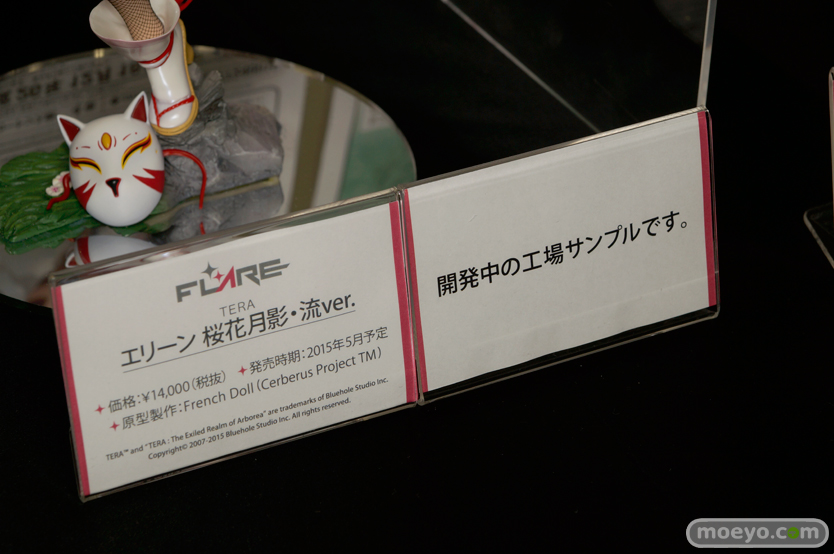 FLARE
TERA
エリーン 桜花月影・流ver.
価格:¥14,000(税抜) 発売時期:2015年5月予定
原型製作:French Doll (Cerberus Project TM)
TERA™ and "TERA : The Exiled Realm of Arborea" are trademarks of Bluehole Studio Inc.
Copyright© 2007-2015 Bluehole Studio Inc. All rights reserved.
開発中の工場サンプルです。
moeyo.com